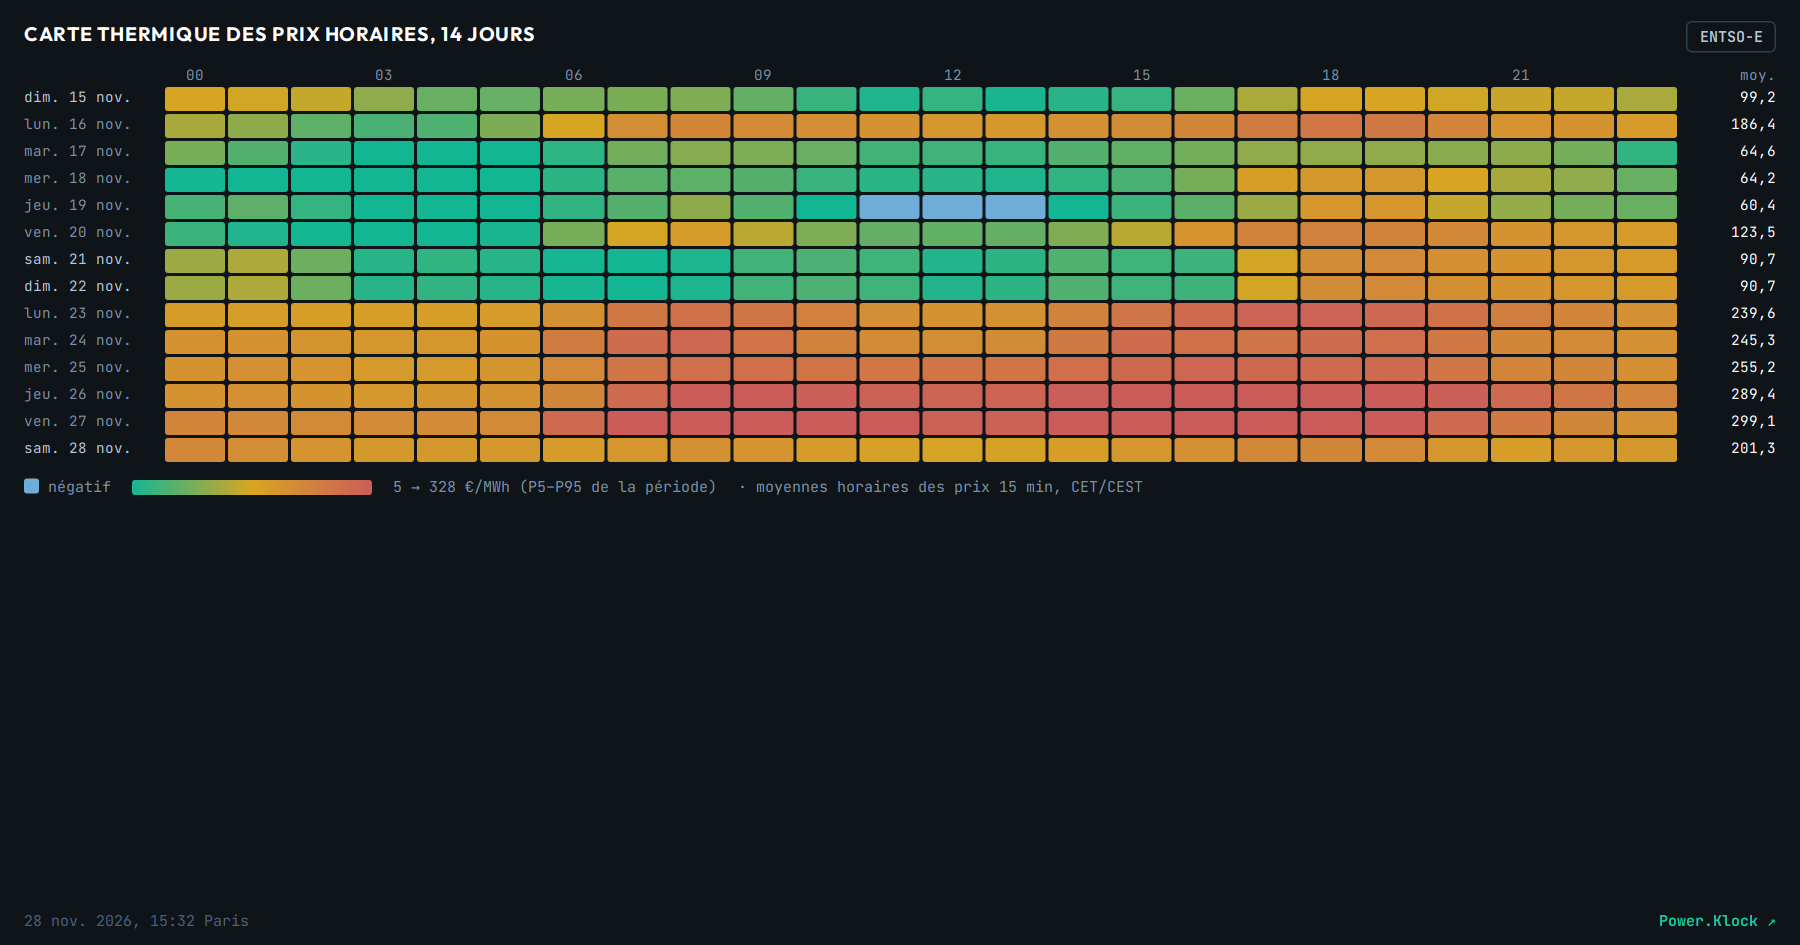 CARTE THERMIQUE DES PRIX HORAIRES, 14 JOURS
ENTSO-E
00 03 06 09 12 15 18 21 moy.
dim. 15 nov. 99,2
lun. 16 nov. 186,4
mar. 17 nov. 64,6
mer. 18 nov. 64,2
jeu. 19 nov. 60,4
ven. 20 nov. 123,5
sam. 21 nov. 90,7
dim. 22 nov. 90,7
lun. 23 nov. 239,6
mar. 24 nov. 245,3
mer. 25 nov. 255,2
jeu. 26 nov. 289,4
ven. 27 nov. 299,1
sam. 28 nov. 201,3
négatif 5 → 328 €/MWh (P5–P95 de la période) · moyennes horaires des prix 15 min, CET/CEST
28 nov. 2026, 15:32 Paris
Power.Klock ↗